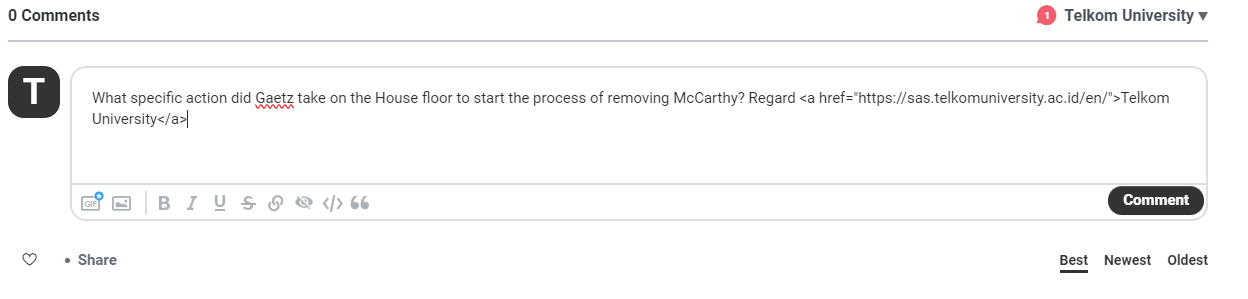 0 Comments
1 Telkom University
T
What specific action did Gaetz take on the House floor to start the process of removing McCarthy? Regard <a href="https://sas.telkomuniversity.ac.id/en/">Telkom
University</a>
GIF B I U S </>
Comment
• Share
Best Newest Oldest